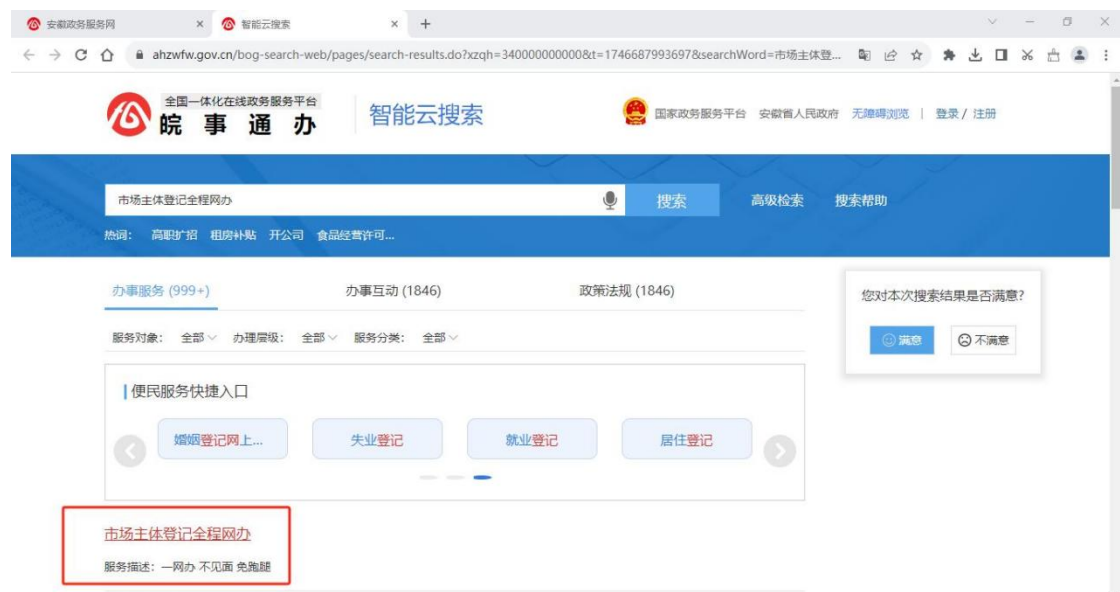 安徽政务服务网
智能云搜索
ahzwfw.gov.cn/bog-search-web/pages/search-results.do?xzqh=340000000000&t=1746687993697&searchWord=市场主体登...
全国一体化在线政务服务平台
皖事通办
智能云搜索
国家政务服务平台 安徽省人民政府 无障碍浏览 | 登录 / 注册
市场主体登记全程网办
搜索 高级检索 搜索帮助
热词: 高职扩招 租房补贴 开公司 食品经营许可...
办事服务 (999+) 办事互动 (1846) 政策法规 (1846)
您对本次搜索结果是否满意?
服务对象: 全部 办理层级: 全部 服务分类: 全部
满意 不满意
便民服务快捷入口
婚姻登记网上... 失业登记 就业登记 居住登记
市场主体登记全程网办
服务描述: 一网办 不见面 免跑腿